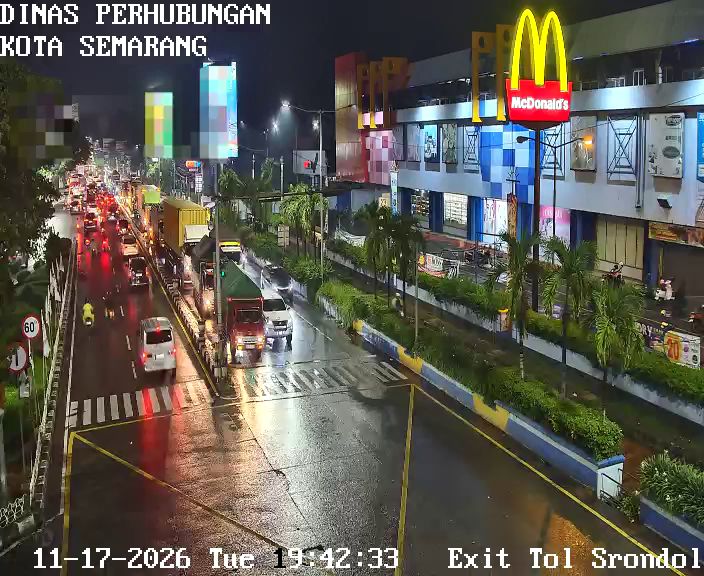 DINAS PERHUBUNGAN
KOTA SEMARANG
McDonald's
60
11-17-2026 Tue 19:42:33 Exit Tol Srondol